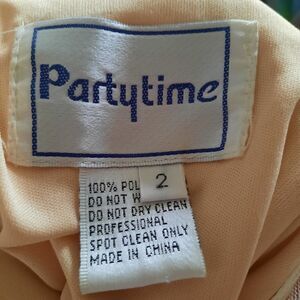 Partytime
2
100% POL
DO NOT W
DO NOT DRY CLEAN
PROFESSIONAL
SPOT CLEAN ONLY
MADE IN CHINA